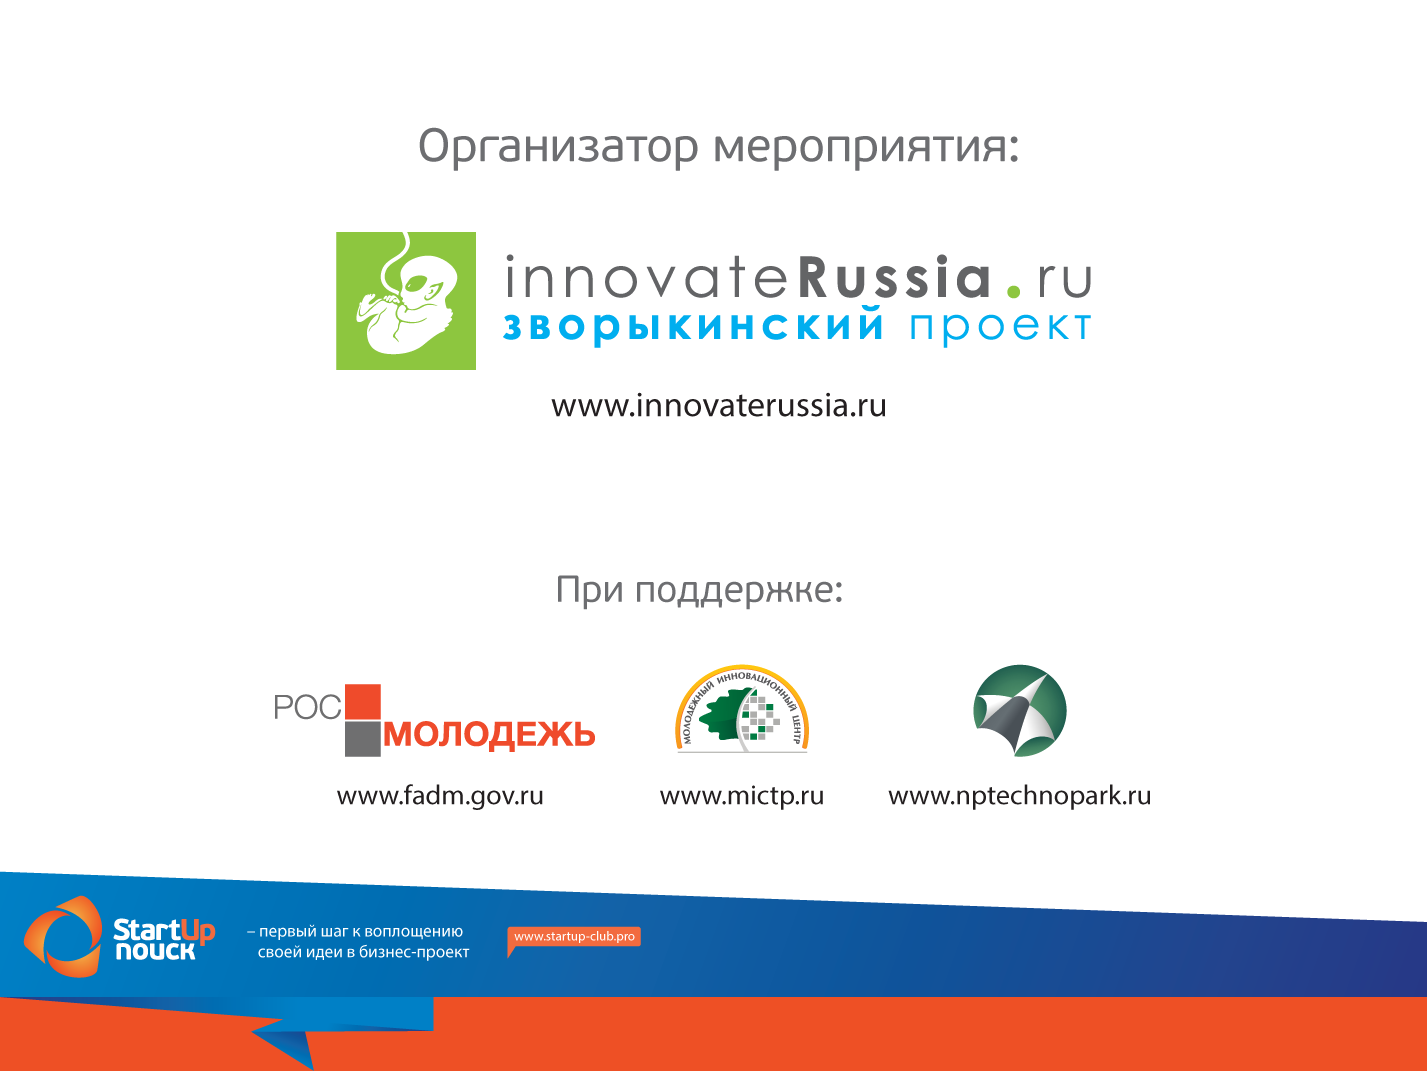 Организатор мероприятия:
innovateRussia.ru
зворыкинский проект
www.innovaterussia.ru
При поддержке:
РОС
МОЛОДЕЖЬ
МОЛОДЕЖНЫЙ ИННОВАЦИОННЫЙ ЦЕНТР
www.fadm.gov.ru
www.mictp.ru
www.nptechnopark.ru
StartUp
поиск
– первый шаг к воплощению
своей идеи в бизнес-проект
www.startup-club.pro